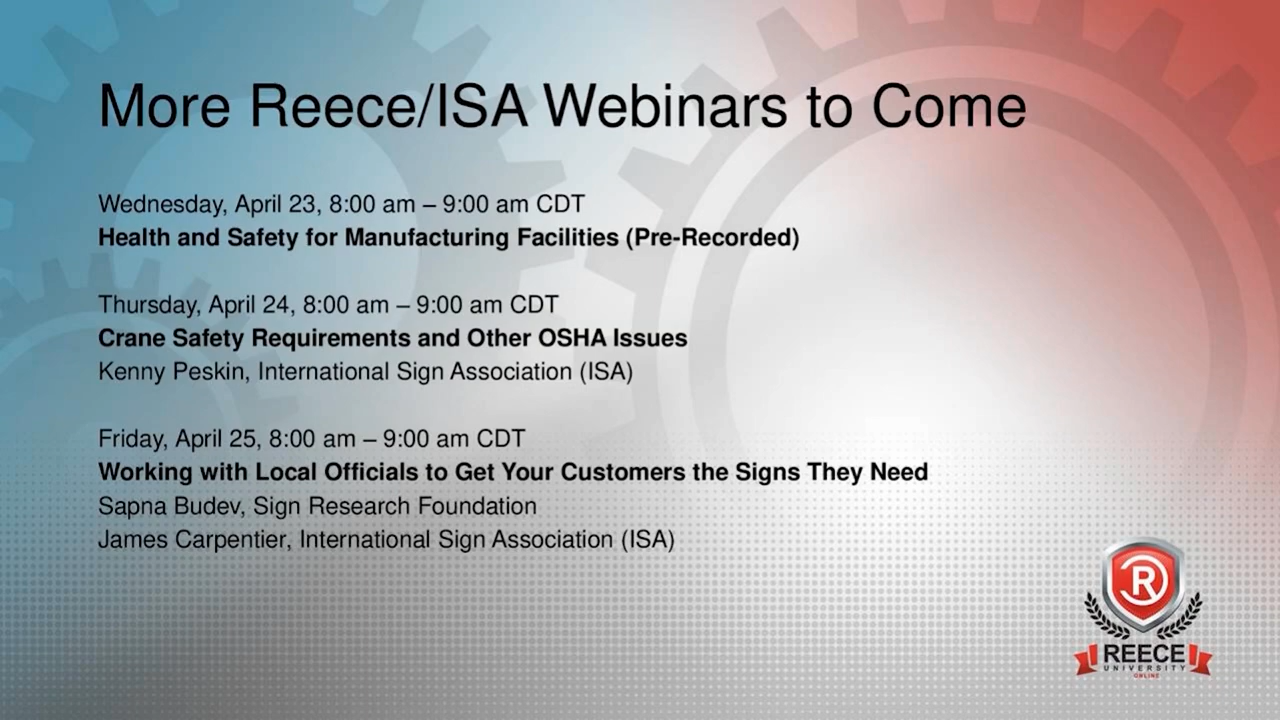 More Reece/ISA Webinars to Come
Wednesday, April 23, 8:00 am – 9:00 am CDT
Health and Safety for Manufacturing Facilities (Pre-Recorded)
Thursday, April 24, 8:00 am – 9:00 am CDT
Crane Safety Requirements and Other OSHA Issues
Kenny Peskin, International Sign Association (ISA)
Friday, April 25, 8:00 am – 9:00 am CDT
Working with Local Officials to Get Your Customers the Signs They Need
Sapna Budev, Sign Research Foundation
James Carpentier, International Sign Association (ISA)
R
REECE
UNIVERSITY
ONLINE